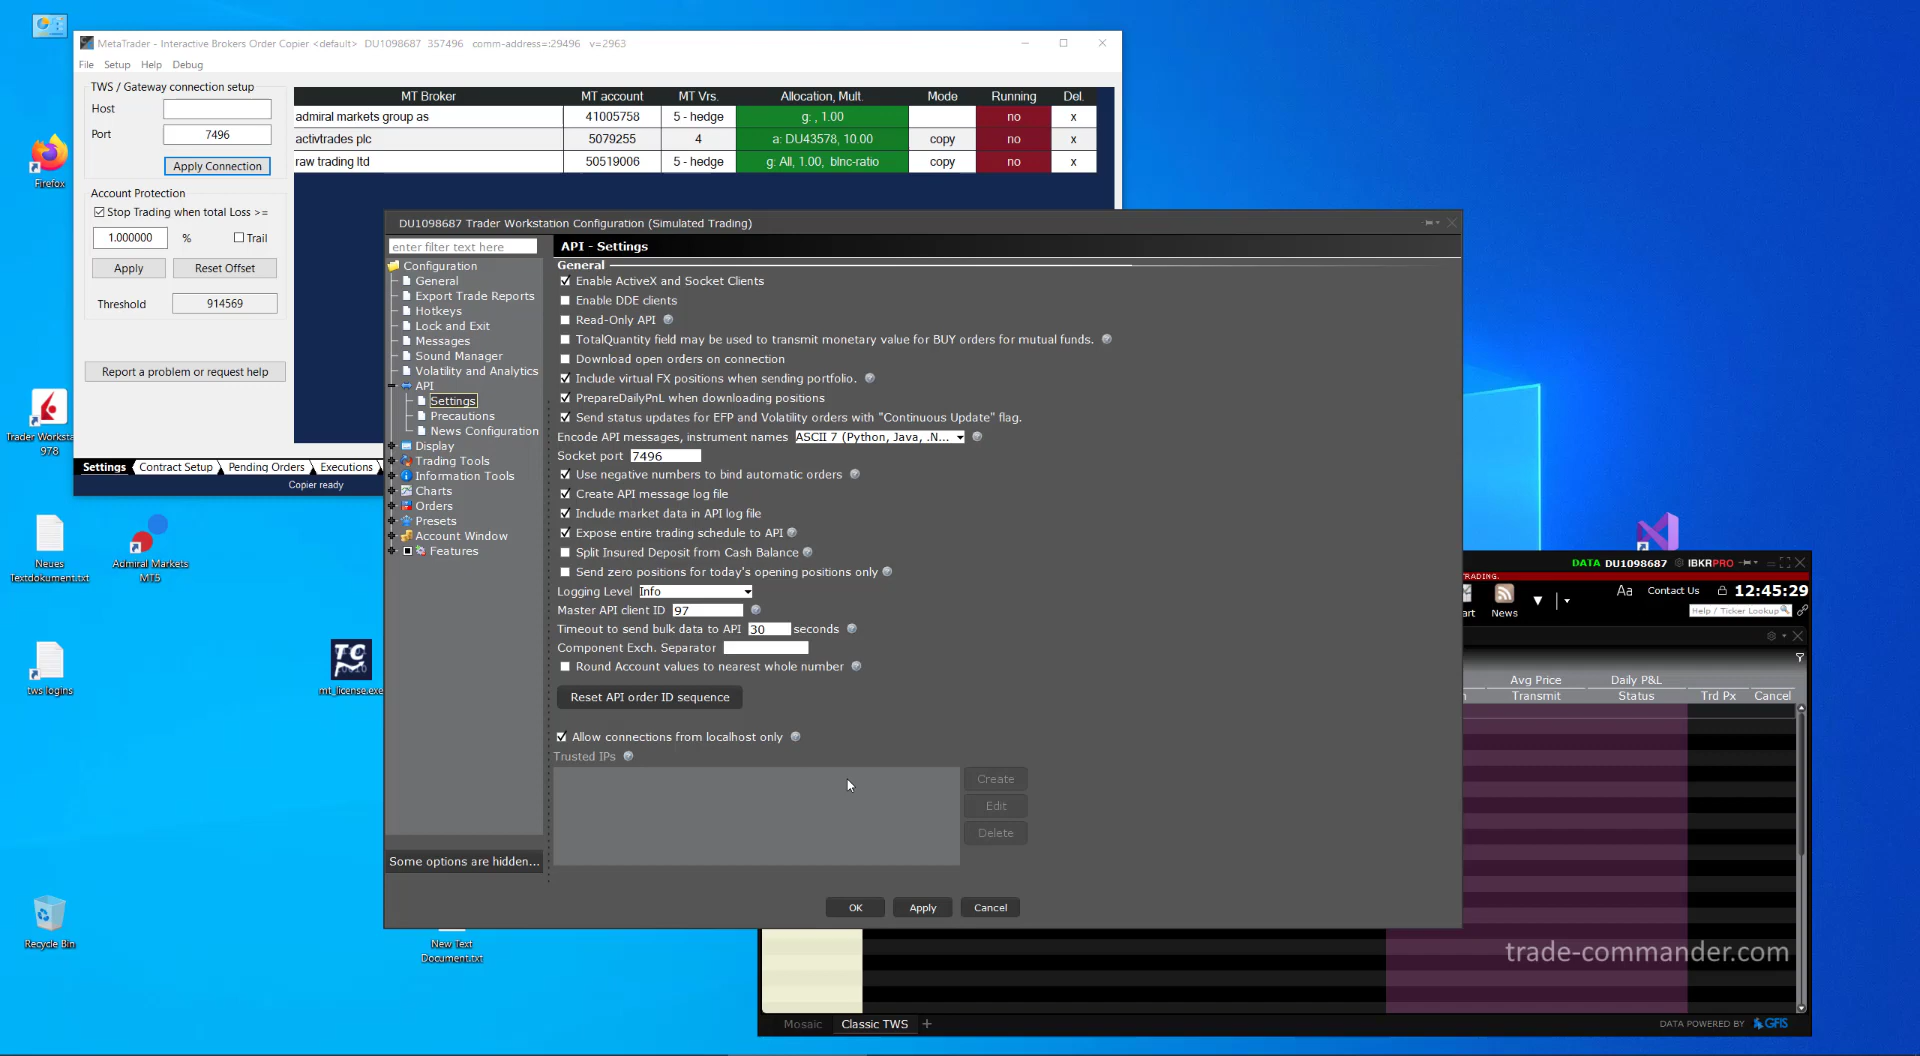 MetaTrader - Interactive Brokers Order Copier <default>   DU1098687  357496   comm-address=:29496   v=2963
File   Setup   Help   Debug
TWS / Gateway connection setup
Host
Port   7496
Apply Connection
Account Protection
Stop Trading when total Loss >=
1.000000   %   Trail
Apply   Reset Offset
Threshold   914569
Report a problem or request help
MT Broker   MT account   MT Vrs.   Allocation, Mult.   Mode   Running   Del.
admiral markets group as   41005758   5 - hedge   g: , 1.00   no   x
activtrades plc   5079255   4   a: DU43578, 10.00   copy   no   x
raw trading ltd   50519006   5 - hedge   g: All, 1.00,  blnc-ratio   copy   no   x
Settings   Contract Setup   Pending Orders   Executions
Copier ready
DU1098687 Trader Workstation Configuration (Simulated Trading)
enter filter text here
Configuration
General
Export Trade Reports
Hotkeys
Lock and Exit
Messages
Sound Manager
Volatility and Analytics
API
Settings
Precautions
News Configuration
Display
Trading Tools
Information Tools
Charts
Orders
Presets
Account Window
Features
Some options are hidden...
API - Settings
General
Enable ActiveX and Socket Clients
Enable DDE clients
Read-Only API
TotalQuantity field may be used to transmit monetary value for BUY orders for mutual funds.
Download open orders on connection
Include virtual FX positions when sending portfolio.
PrepareDailyPnL when downloading positions
Send status updates for EFP and Volatility orders with "Continuous Update" flag.
Encode API messages, instrument names   ASCII 7 (Python, Java, .N...
Socket port   7496
Use negative numbers to bind automatic orders
Create API message log file
Include market data in API log file
Expose entire trading schedule to API
Split Insured Deposit from Cash Balance
Send zero positions for today's opening positions only
Logging Level   Info
Master API client ID   97
Timeout to send bulk data to API   30   seconds
Component Exch. Separator
Round Account values to nearest whole number
Reset API order ID sequence
Allow connections from localhost only
Trusted IPs
Create
Edit
Delete
OK   Apply   Cancel
DATA   DU1098687   IBKRPRO
TRADING.
Aa   Contact Us   12:45:29
News
Help / Ticker Lookup
Avg Price   Daily P&L
Transmit   Status   Trd Px   Cancel
trade-commander.com
Mosaic   Classic TWS   +
DATA POWERED BY   GFIS
Firefox
Trader Worksta
978
Neues
Textdokument.txt
Admiral Markets
MT5
tws logins
TC
mt_license.exe
Recycle Bin
New Text
Document.txt